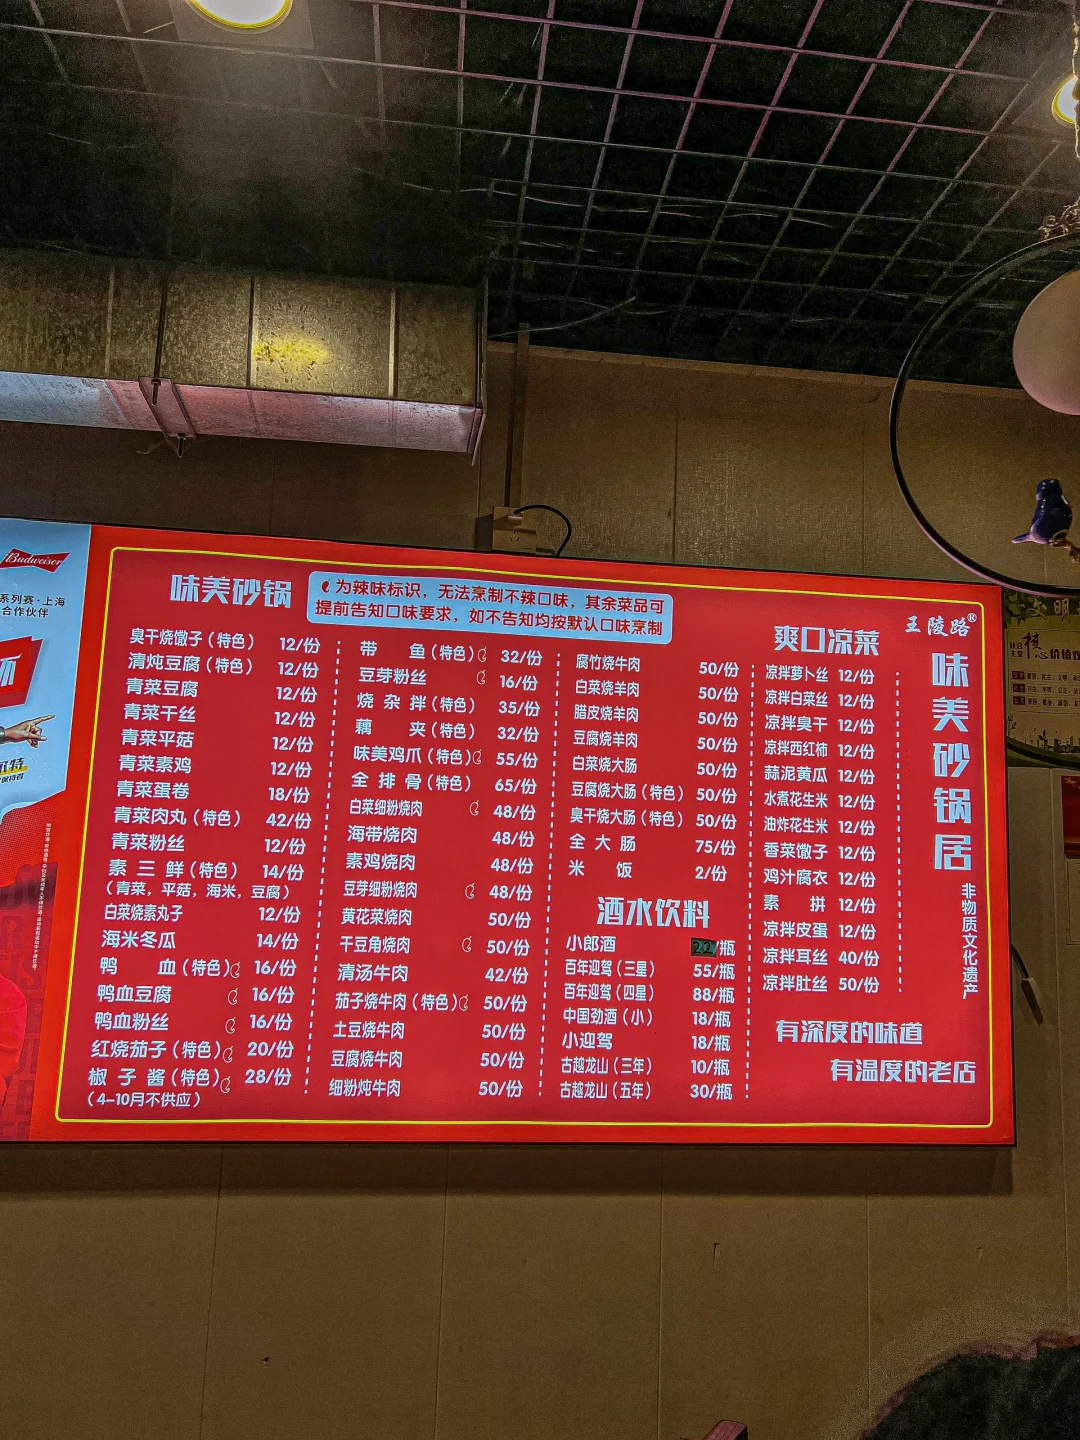 Budweiser
系列赛·上海
合作伙伴
杯
味美砂锅
为辣味标识，无法烹制不辣口味，其余菜品可
提前告知口味要求，如不告知均按默认口味烹制
臭干烧馓子（特色） 12/份
清炖豆腐（特色） 12/份
青菜豆腐 12/份
青菜干丝 12/份
青菜平菇 12/份
青菜素鸡 12/份
青菜蛋卷 18/份
青菜肉丸（特色） 42/份
青菜粉丝 12/份
素三鲜（特色） 14/份
（青菜，平菇，海米，豆腐）
白菜烧素丸子 12/份
海米冬瓜 14/份
鸭血（特色） 16/份
鸭血豆腐 16/份
鸭血粉丝 16/份
红烧茄子（特色） 20/份
椒子酱（特色） 28/份
（4-10月不供应）
带鱼（特色） 32/份
豆芽粉丝 16/份
烧杂拌（特色） 35/份
藕夹（特色） 32/份
味美鸡爪（特色） 55/份
全排骨（特色） 65/份
白菜细粉烧肉 48/份
海带烧肉 48/份
素鸡烧肉 48/份
豆芽细粉烧肉 48/份
黄花菜烧肉 50/份
干豆角烧肉 50/份
清汤牛肉 42/份
茄子烧牛肉（特色） 50/份
土豆烧牛肉 50/份
豆腐烧牛肉 50/份
细粉炖牛肉 50/份
腐竹烧牛肉 50/份
白菜烧羊肉 50/份
腊皮烧羊肉 50/份
豆腐烧羊肉 50/份
白菜烧大肠 50/份
豆腐烧大肠（特色） 50/份
臭干烧大肠（特色） 50/份
全大肠 75/份
米饭 2/份
酒水饮料
小郎酒 22/瓶
百年迎驾（三星） 55/瓶
百年迎驾（四星） 88/瓶
中国劲酒（小） 18/瓶
小迎驾 18/瓶
古越龙山（三年） 10/瓶
古越龙山（五年） 30/瓶
爽口凉菜
凉拌萝卜丝 12/份
凉拌白菜丝 12/份
凉拌臭干 12/份
凉拌西红柿 12/份
蒜泥黄瓜 12/份
水煮花生米 12/份
油炸花生米 12/份
香菜馓子 12/份
鸡汁腐衣 12/份
素拼 12/份
凉拌皮蛋 12/份
凉拌耳丝 40/份
凉拌肚丝 50/份
有深度的味道
有温度的老店
王陵路®
味美砂锅居
非物质文化遗产
核心价值观